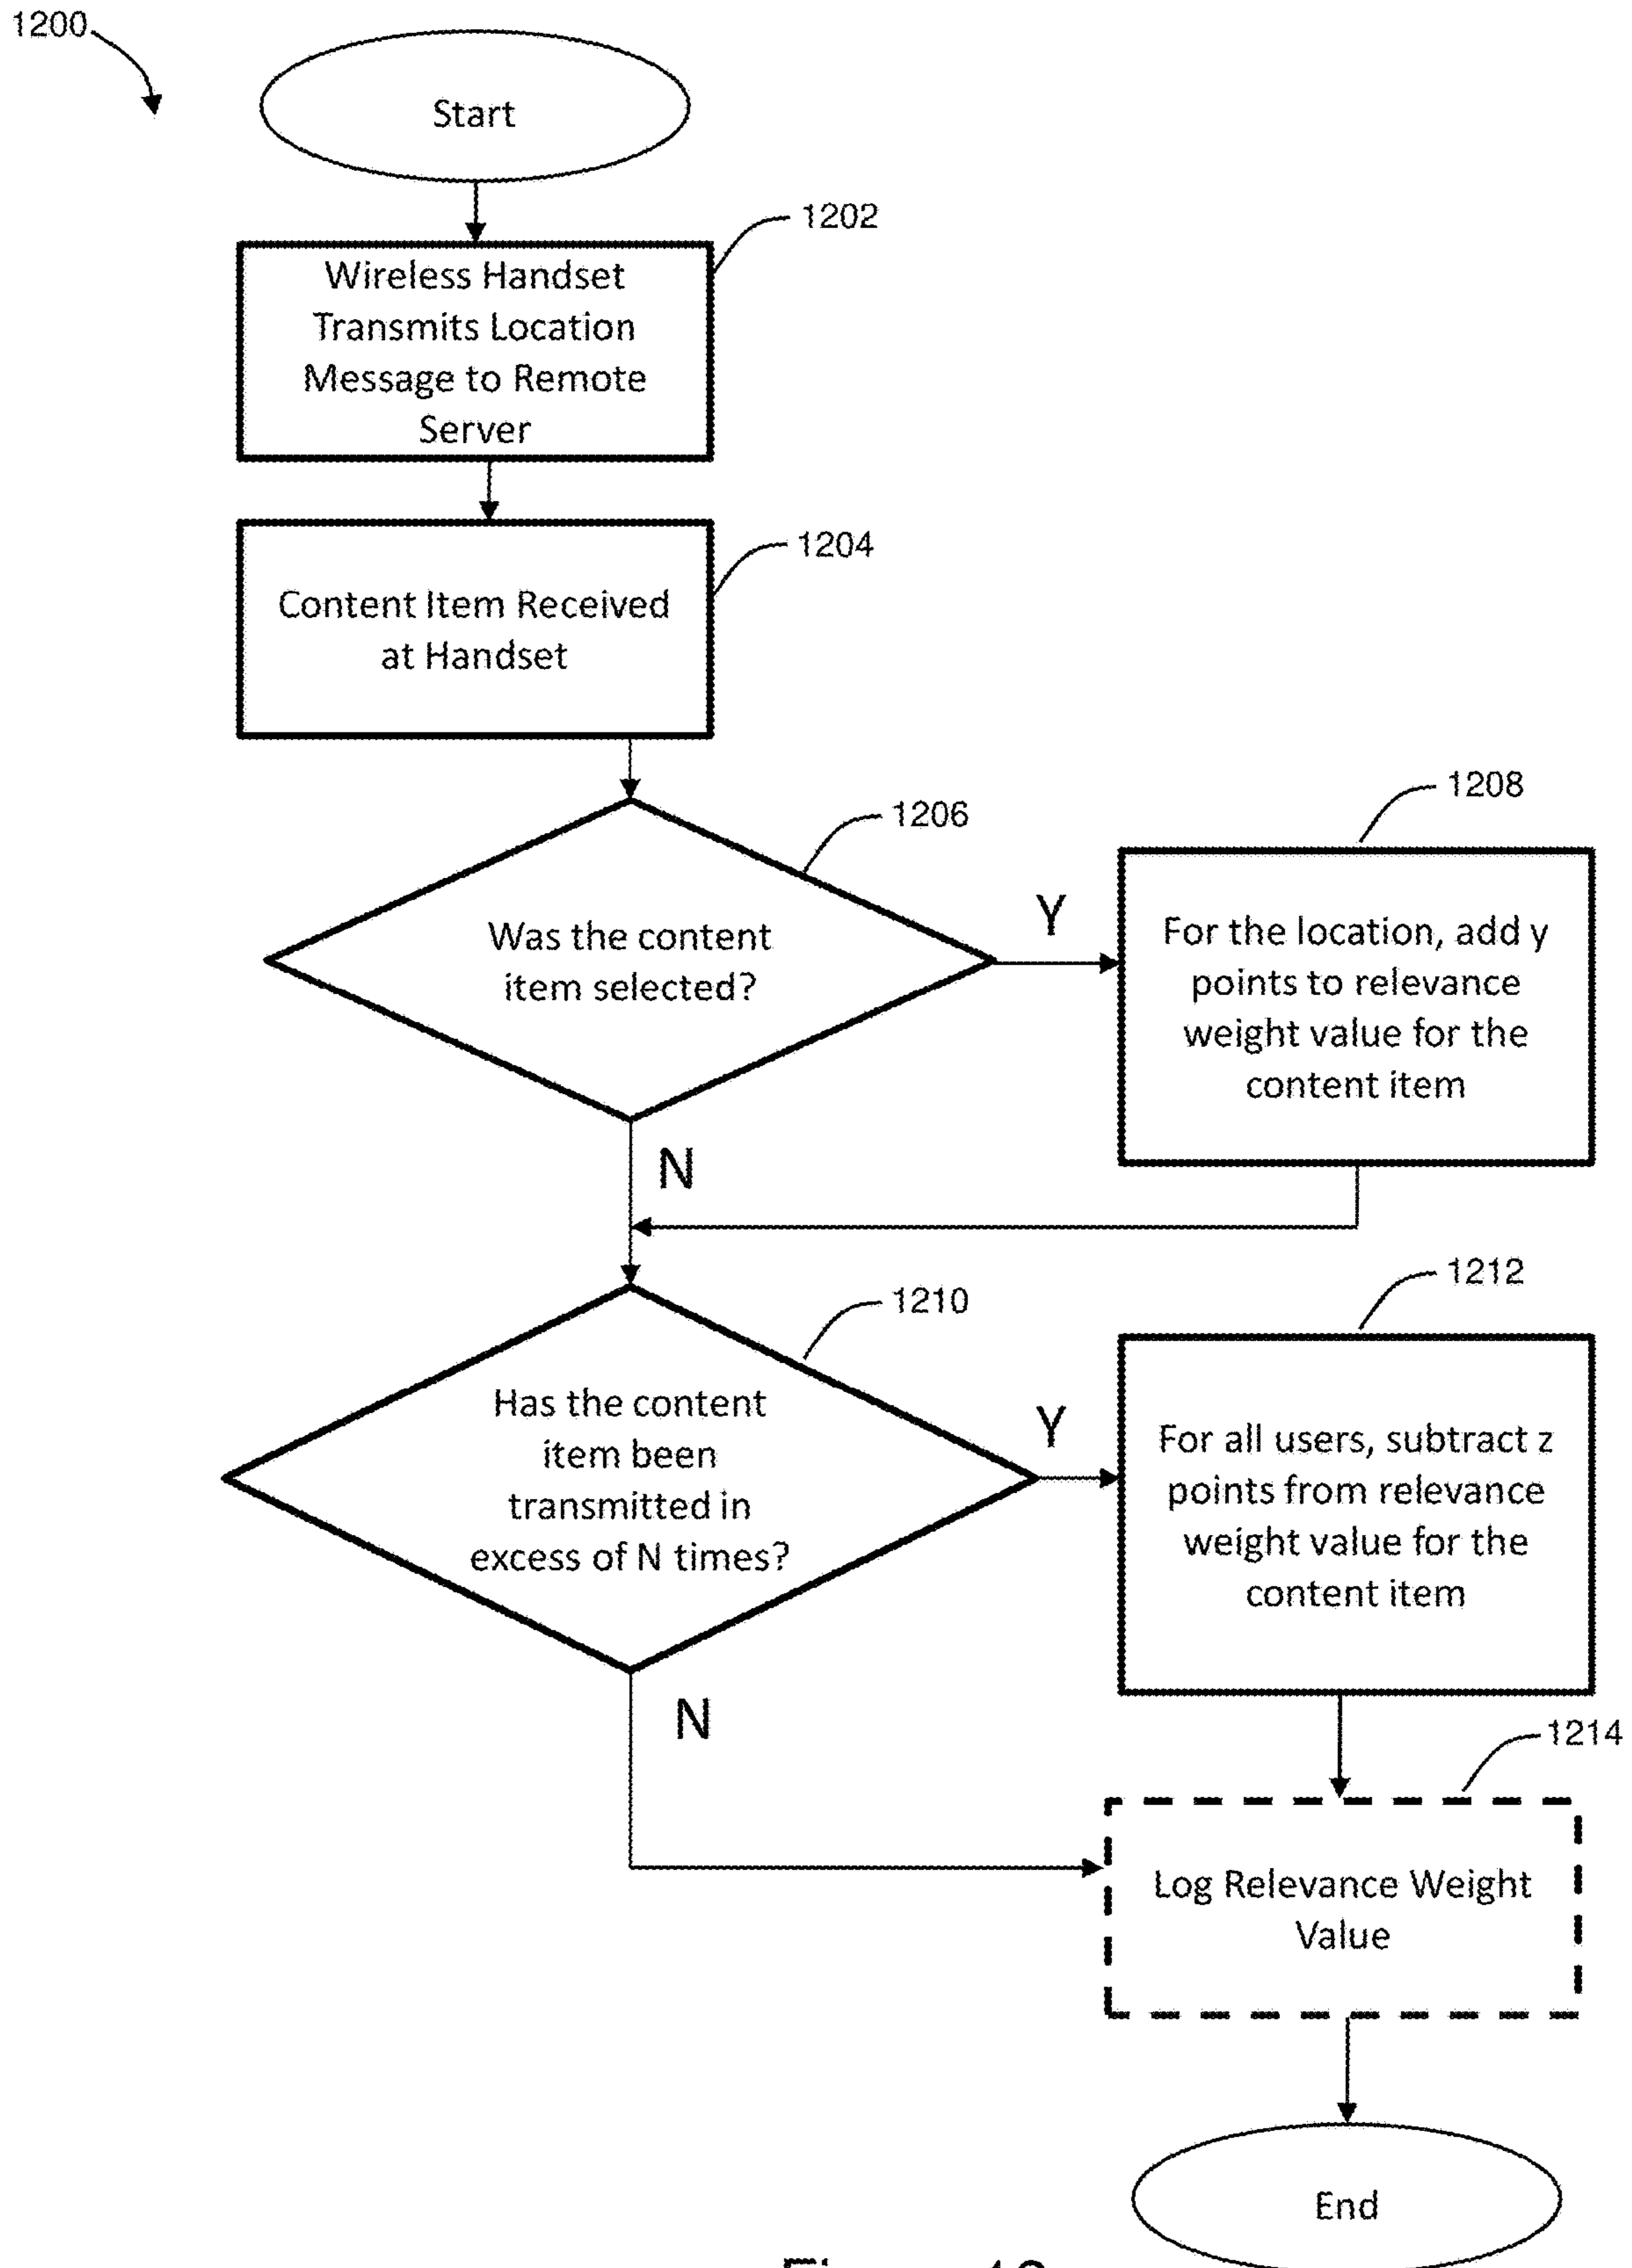 1200
Start
1202
Wireless Handset
Transmits Location
Message to Remote
Server
1204
Content Item Received
at Handset
1206
Was the content
item selected?
Y
1208
For the location, add y
points to relevance
weight value for the
content item
N
1210
Has the content
item been
transmitted in
excess of N times?
Y
1212
For all users, subtract z
points from relevance
weight value for the
content item
N
1214
Log Relevance Weight
Value
End